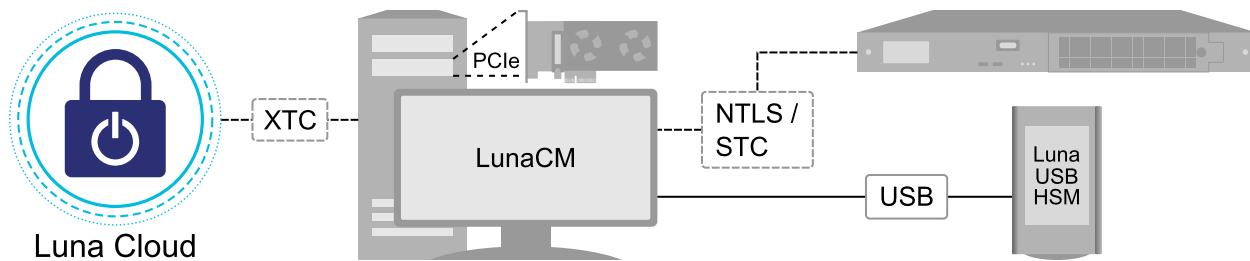 PCIe
XTC
NTLS /
STC
LunaCM
Luna
USB
HSM
USB
Luna Cloud